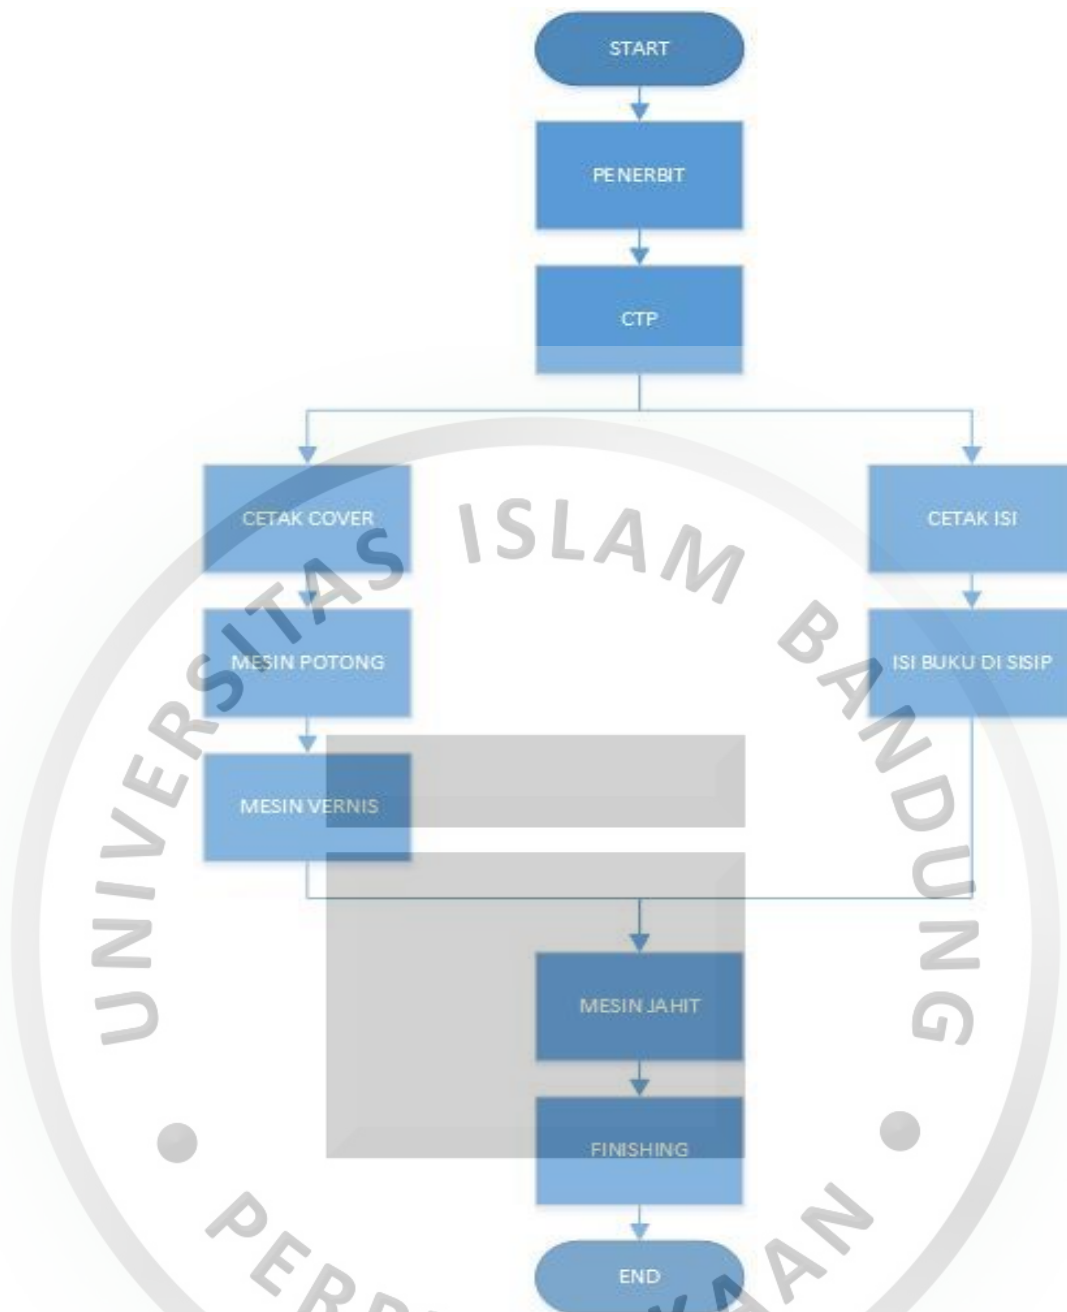 START
PENERBIT
CTP
CETAK COVER
CETAK ISI
MESIN POTONG
ISI BUKU DI SISIP
MESIN VERNIS
MESIN JAHIT
FINISHING
END
UNIVERSITAS ISLAM BANDUNG